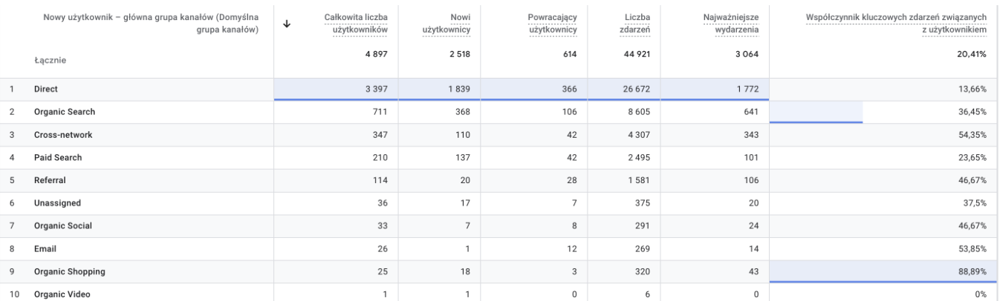 Nowy użytkownik – główna grupa kanałów (Domyślna grupa kanałów) ↓ Całkowita liczba użytkowników Nowi użytkownicy Powracający użytkownicy Liczba zdarzeń Najważniejsze wydarzenia Współczynnik kluczowych zdarzeń związanych z użytkownikiem
Łącznie 4 897 2 518 614 44 921 3 064 20,41%
1 Direct 3 397 1 839 366 26 672 1 772 13,66%
2 Organic Search 711 368 106 8 605 641 36,45%
3 Cross-network 347 110 42 4 307 343 54,35%
4 Paid Search 210 137 42 2 495 101 23,65%
5 Referral 114 20 28 1 581 106 46,67%
6 Unassigned 36 17 7 375 20 37,5%
7 Organic Social 33 7 8 291 24 46,67%
8 Email 26 1 12 269 14 53,85%
9 Organic Shopping 25 18 3 320 43 88,89%
10 Organic Video 1 1 0 6 0 0%